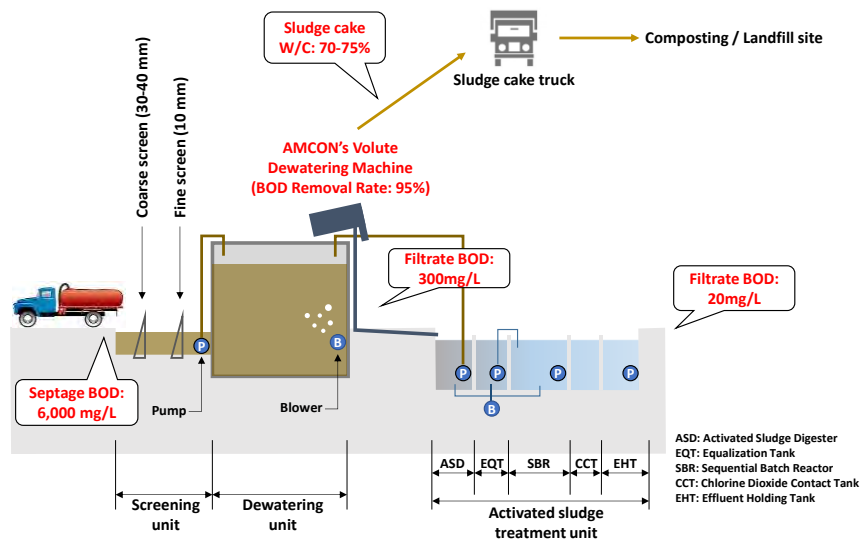 Sludge cake
W/C: 70-75%
Sludge cake truck
Composting / Landfill site
Coarse screen (30-40 mm)
Fine screen (10 mm)
AMCON's Volute
Dewatering Machine
(BOD Removal Rate: 95%)
Filtrate BOD:
300mg/L
Filtrate BOD:
20mg/L
Septage BOD:
6,000 mg/L
P
B
P
P
P
P
B
Pump
Blower
ASD
EQT
SBR
CCT
EHT
Screening
unit
Dewatering
unit
Activated sludge
treatment unit
ASD: Activated Sludge Digester
EQT: Equalization Tank
SBR: Sequential Batch Reactor
CCT: Chlorine Dioxide Contact Tank
EHT: Effluent Holding Tank